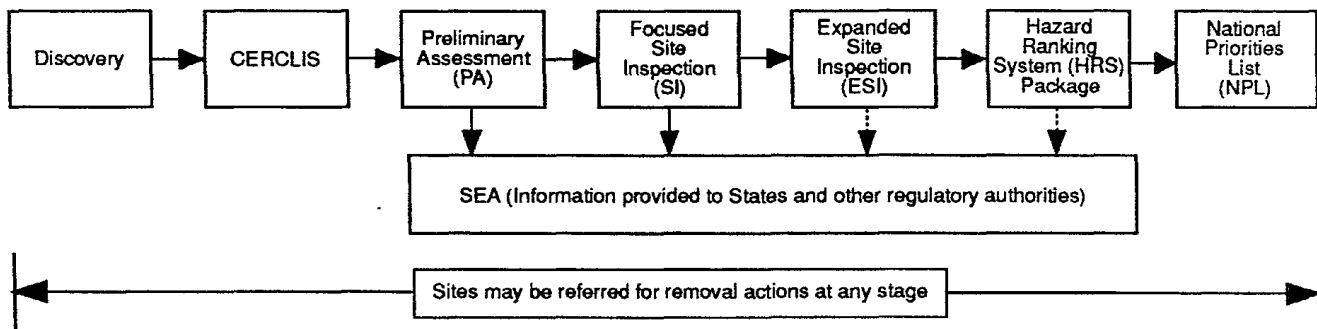 Discovery
CERCLIS
Preliminary
Assessment
(PA)
Focused
Site
Inspection
(SI)
Expanded
Site
Inspection
(ESI)
Hazard
Ranking
System (HRS)
Package
National
Priorities
List
(NPL)
SEA (Information provided to States and other regulatory authorities)
Sites may be referred for removal actions at any stage